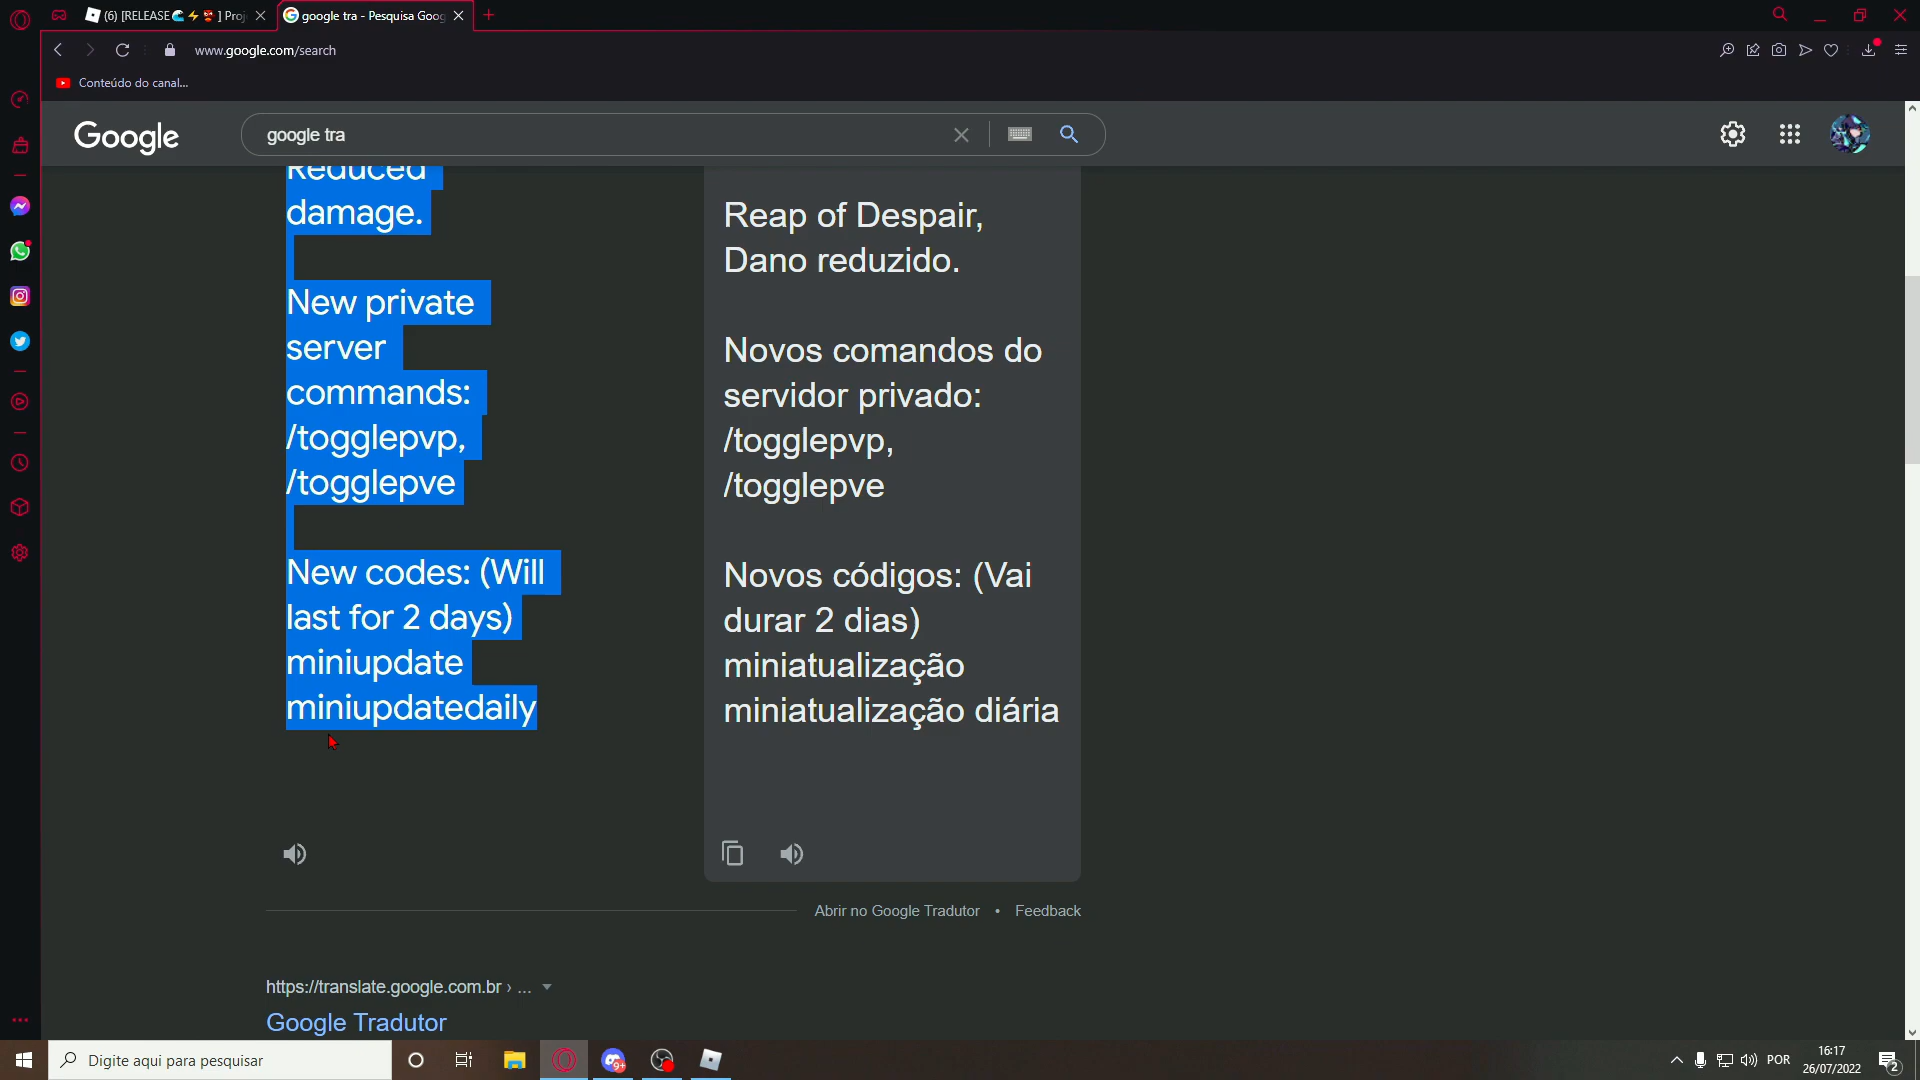 (6) [RELEASE🌊⚡👺] Proj
google tra - Pesquisa Goog
www.google.com/search
Conteúdo do canal...
Google
google tra
Reduced
damage.
New private
server
commands:
/togglepvp,
/togglepve
New codes: (Will
last for 2 days)
miniupdate
miniupdatedaily
Reap of Despair,
Dano reduzido.
Novos comandos do
servidor privado:
/togglepvp,
/togglepve
Novos códigos: (Vai
durar 2 dias)
miniatualização
miniatualização diária
Abrir no Google Tradutor • Feedback
https://translate.google.com.br › ...
Google Tradutor
Digite aqui para pesquisar
9+
POR
16:17
26/07/2022
2